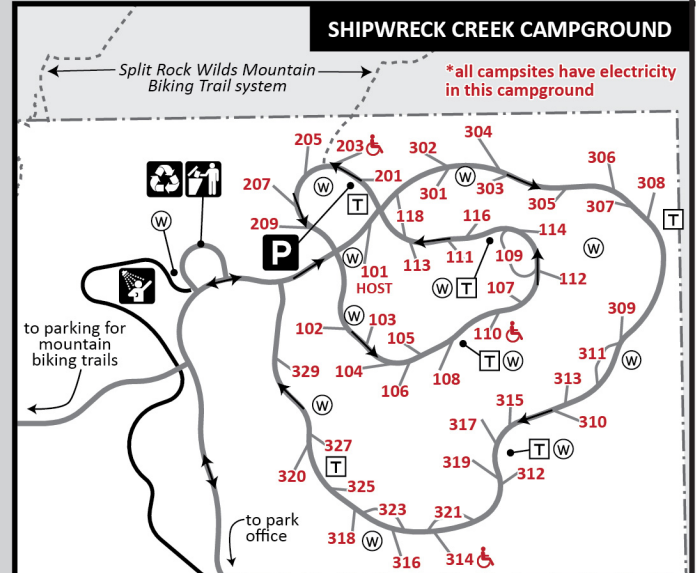 SHIPWRECK CREEK CAMPGROUND
Split Rock Wilds Mountain
Biking Trail system
*all campsites have electricity
in this campground
205
203
302
304
201
306
207
301
303
308
305
307
209
118
116
114
T
W
P
T
W
W
W
101
HOST
113
111
109
112
W
W
T
107
to parking for
mountain
biking trails
102
W
103
105
110
309
104
106
108
T
W
311
W
329
313
W
315
310
317
327
T
W
320
T
319
312
325
323
321
318
W
316
314
to park
office